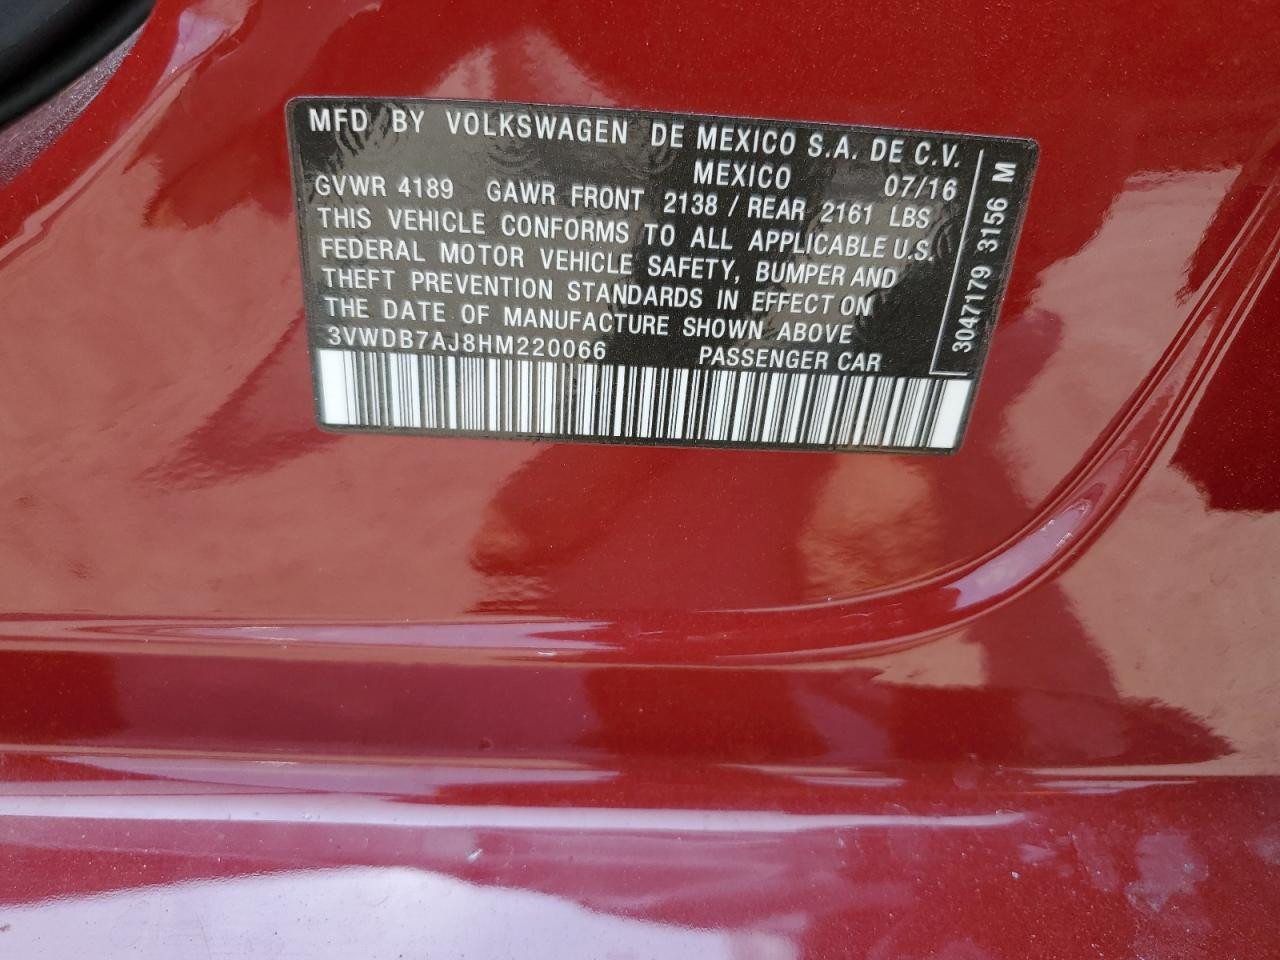 MFD BY VOLKSWAGEN DE MEXICO S.A. DE C.V.
MEXICO 07/16
GVWR 4189 GAWR FRONT 2138 / REAR 2161 LBS
THIS VEHICLE CONFORMS TO ALL APPLICABLE U.S.
FEDERAL MOTOR VEHICLE SAFETY, BUMPER AND
THEFT PREVENTION STANDARDS IN EFFECT ON
THE DATE OF MANUFACTURE SHOWN ABOVE
3VWDB7AJ8HM220066 PASSENGER CAR
3047179 3156 M